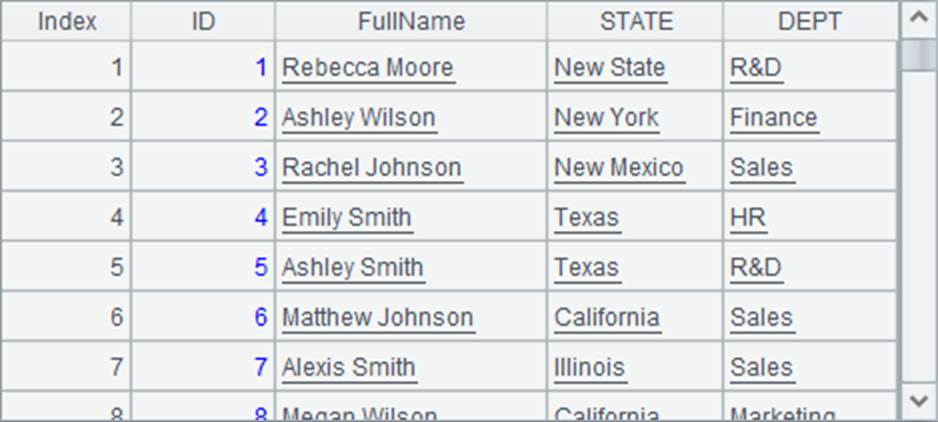 Index ID FullName STATE DEPT
1 1 Rebecca Moore New State R&D
2 2 Ashley Wilson New York Finance
3 3 Rachel Johnson New Mexico Sales
4 4 Emily Smith Texas HR
5 5 Ashley Smith Texas R&D
6 6 Matthew Johnson California Sales
7 7 Alexis Smith Illinois Sales
8 8 Megan Wilson California Marketing